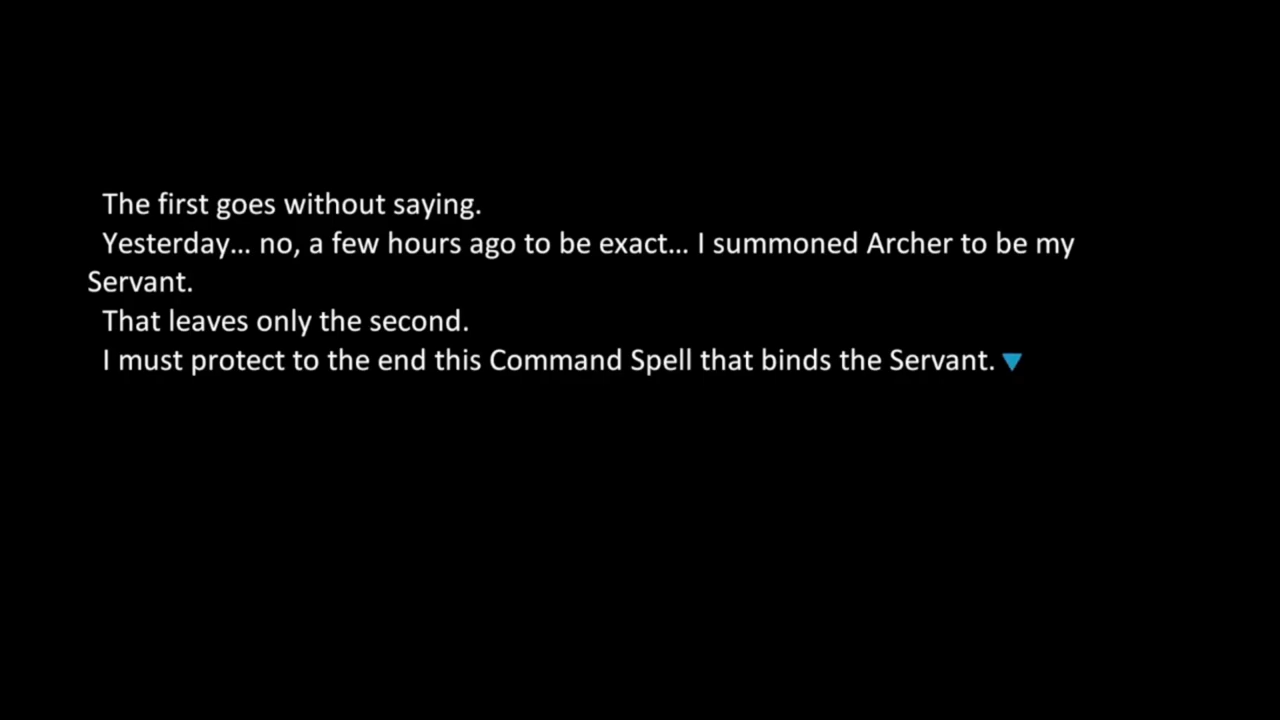 The first goes without saying.
Yesterday... no, a few hours ago to be exact... I summoned Archer to be my
Servant.
That leaves only the second.
I must protect to the end this Command Spell that binds the Servant.